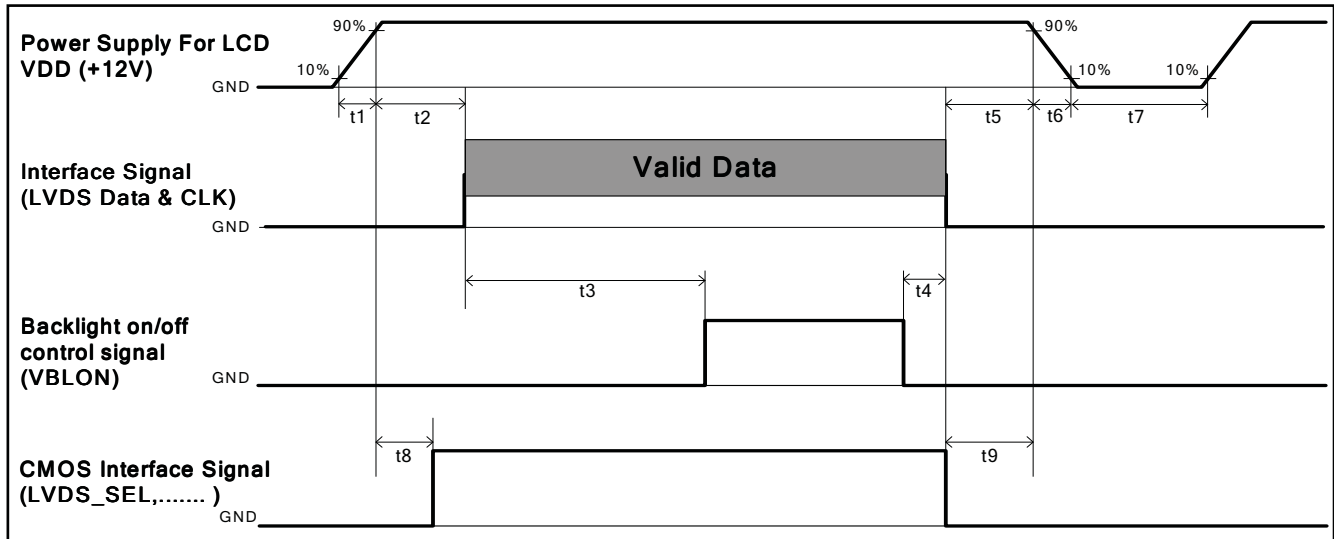 Power Supply For LCD
VDD (+12V)
90%
10%
GND
t1
t2
90%
10%
10%
t5
t6
t7
Interface Signal
(LVDS Data & CLK)
Valid Data
GND
t3
t4
Backlight on/off
control signal
(VBLON)
GND
t8
t9
CMOS Interface Signal
(LVDS_SEL,....... )
GND